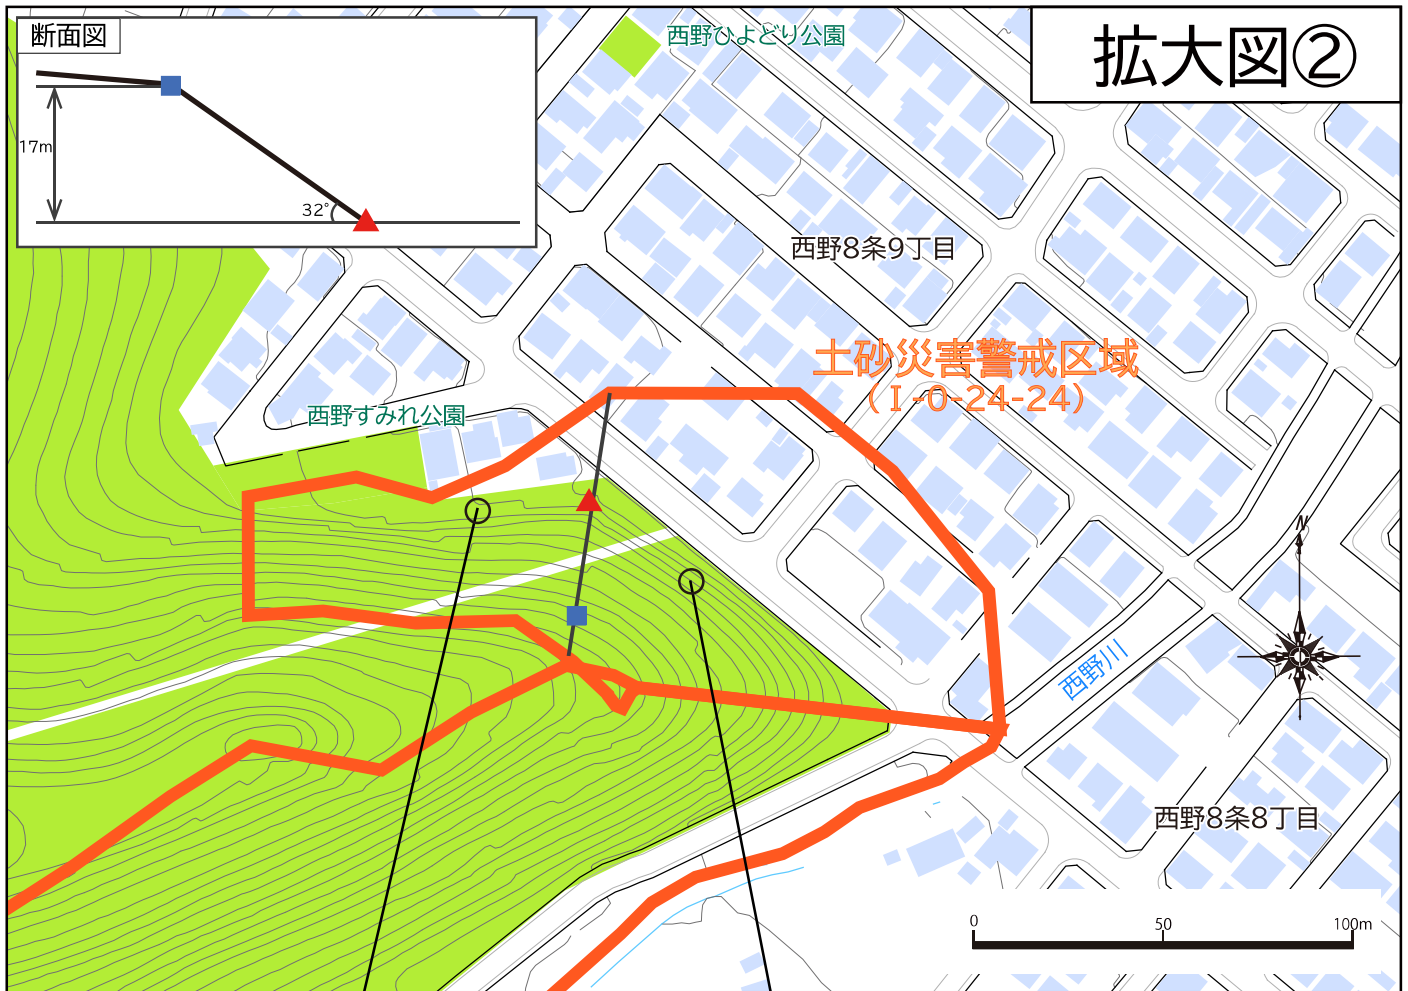 断面図
17m
32°
拡大図②
西野ひよどり公園
西野8条9丁目
土砂災害警戒区域
（Ⅰ-0-24-24）
西野すみれ公園
N
西野川
西野8条8丁目
0 50 100m